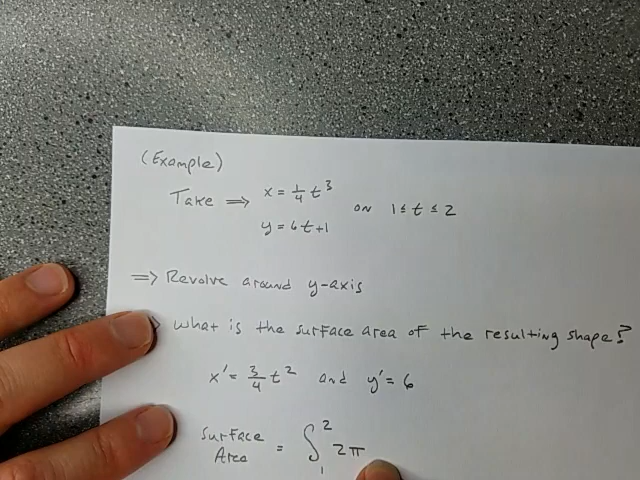 (Example)
Take ⟹ x = 1/4 t³ on 1 ≤ t ≤ 2
y = 6t+1
⟹ Revolve around y-axis
What is the surface area of the resulting shape?
x' = 3/4 t² and y' = 6
Surface Area = ∫₁² 2π